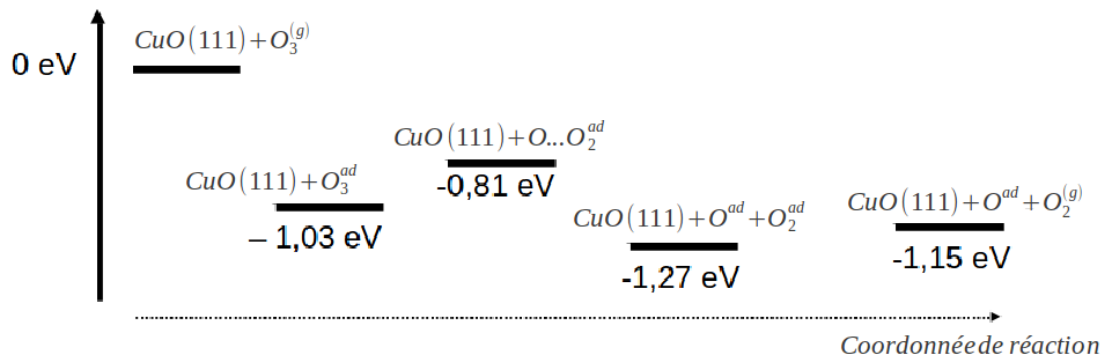 CuO(111)+O₃⁽ᵍ⁾
0 eV
CuO(111)+O...O₂ᵃᵈ
-0,81 eV
CuO(111)+O₃ᵃᵈ
– 1,03 eV
CuO(111)+Oᵃᵈ+O₂ᵃᵈ
-1,27 eV
CuO(111)+Oᵃᵈ+O₂⁽ᵍ⁾
-1,15 eV
Coordonnée de réaction